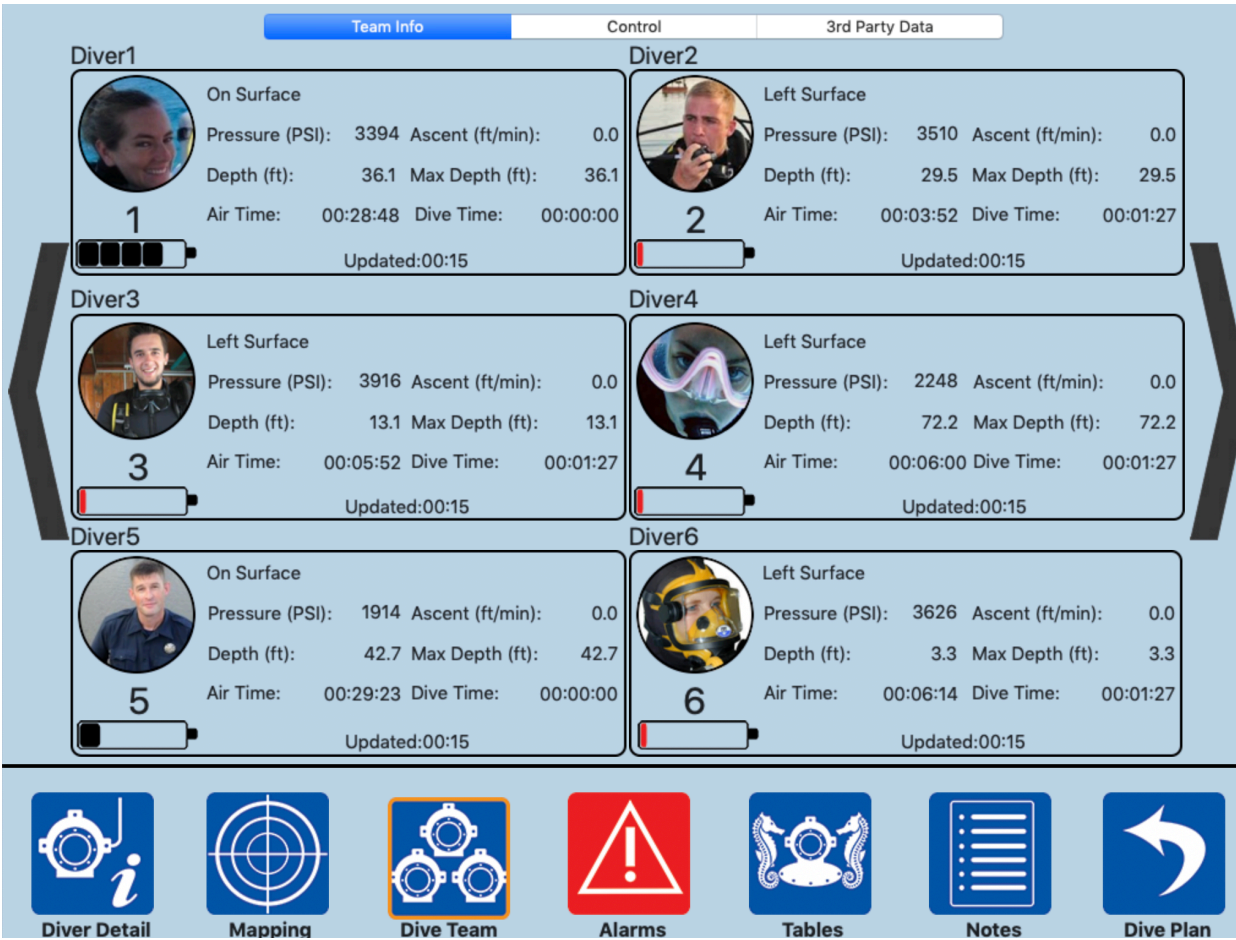 Team Info Control 3rd Party Data
Diver1
On Surface
Pressure (PSI): 3394 Ascent (ft/min): 0.0
Depth (ft): 36.1 Max Depth (ft): 36.1
Air Time: 00:28:48 Dive Time: 00:00:00
1
Updated:00:15
Diver2
Left Surface
Pressure (PSI): 3510 Ascent (ft/min): 0.0
Depth (ft): 29.5 Max Depth (ft): 29.5
Air Time: 00:03:52 Dive Time: 00:01:27
2
Updated:00:15
Diver3
Left Surface
Pressure (PSI): 3916 Ascent (ft/min): 0.0
Depth (ft): 13.1 Max Depth (ft): 13.1
Air Time: 00:05:52 Dive Time: 00:01:27
3
Updated:00:15
Diver4
Left Surface
Pressure (PSI): 2248 Ascent (ft/min): 0.0
Depth (ft): 72.2 Max Depth (ft): 72.2
Air Time: 00:06:00 Dive Time: 00:01:27
4
Updated:00:15
Diver5
On Surface
Pressure (PSI): 1914 Ascent (ft/min): 0.0
Depth (ft): 42.7 Max Depth (ft): 42.7
Air Time: 00:29:23 Dive Time: 00:00:00
5
Updated:00:15
Diver6
Left Surface
Pressure (PSI): 3626 Ascent (ft/min): 0.0
Depth (ft): 3.3 Max Depth (ft): 3.3
Air Time: 00:06:14 Dive Time: 00:01:27
6
Updated:00:15
Diver Detail Mapping Dive Team Alarms Tables Notes Dive Plan